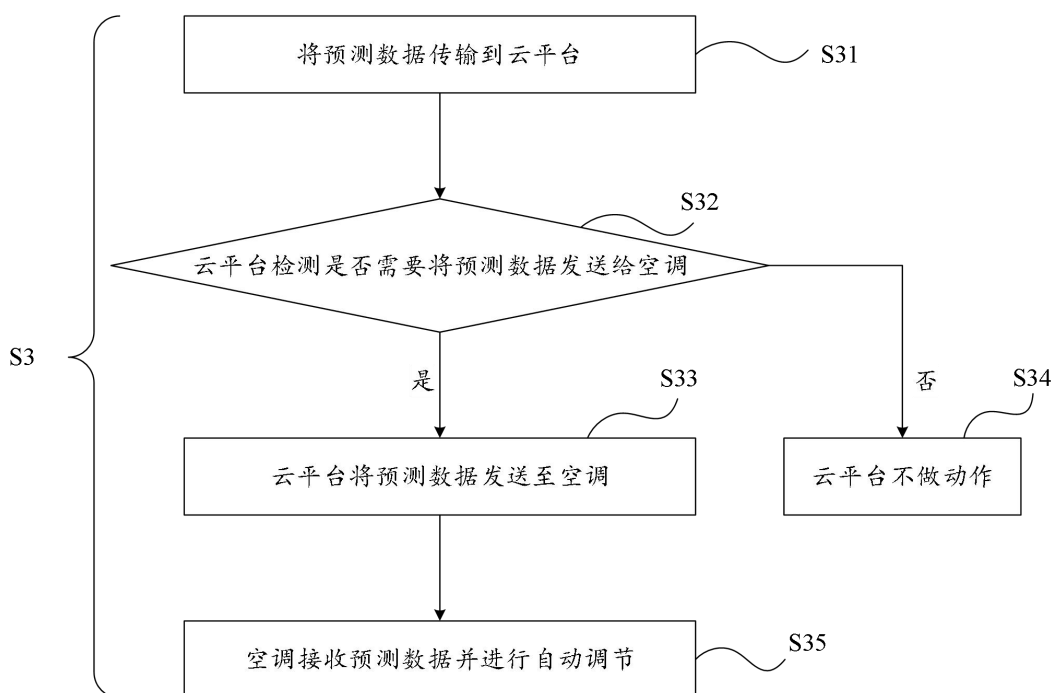 将预测数据传输到云平台
S31
S32
云平台检测是否需要将预测数据发送给空调
S3
是
否
S33
S34
云平台将预测数据发送至空调
云平台不做动作
S35
空调接收预测数据并进行自动调节